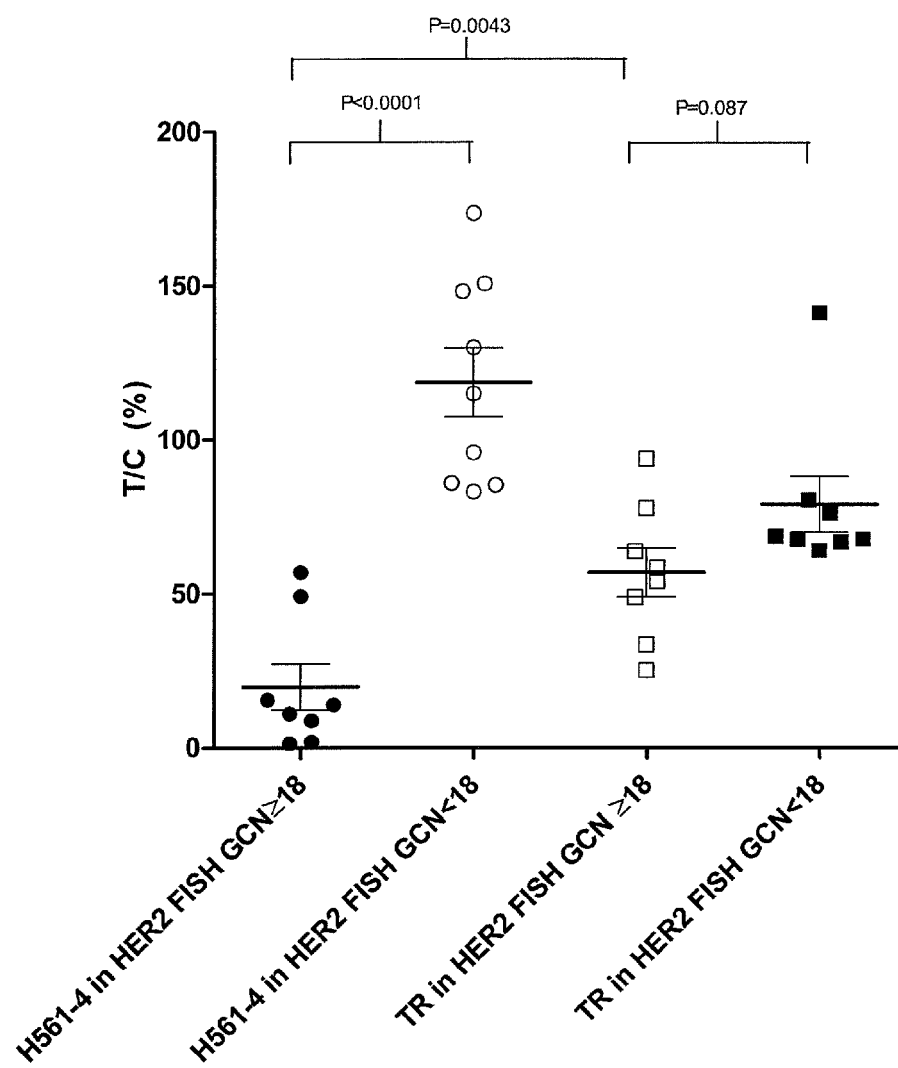 P=0.0043
P<0.0001
P=0.087
200
150
100
50
0
T/C (%)
H561-4 in HER2 FISH GCN≥18
H561-4 in HER2 FISH GCN<18
TR in HER2 FISH GCN ≥18
TR in HER2 FISH GCN<18